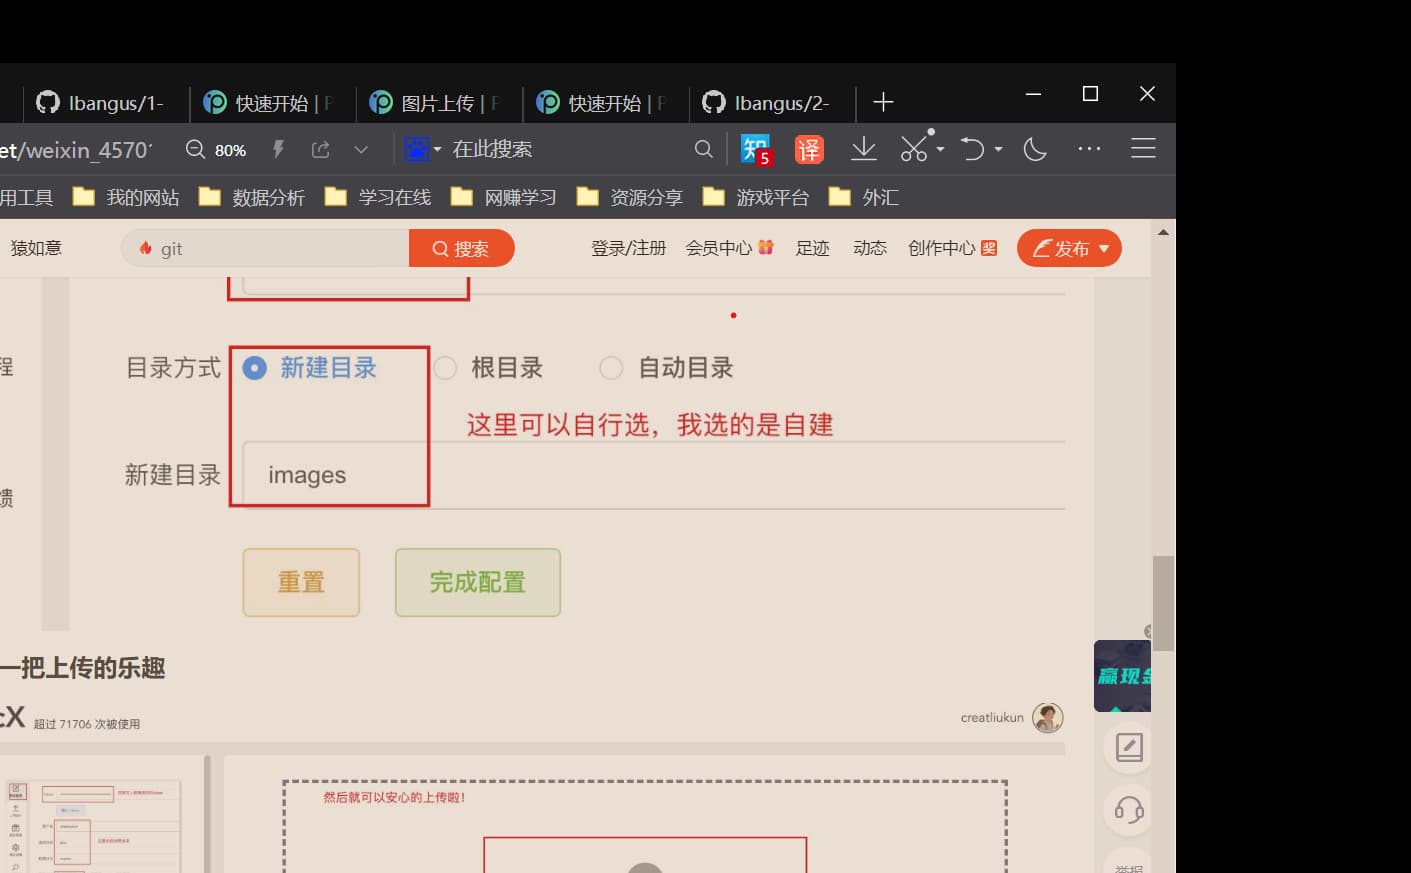 lbangus/1-
快速开始 |
图片上传 |
快速开始 |
lbangus/2-
et/weixin_4570
80%
在此搜索
知
5
译
用工具
我的网站
数据分析
学习在线
网赚学习
资源分享
游戏平台
外汇
猿如意
git
搜索
登录/注册
会员中心
足迹
动态
创作中心
奖
发布
程
目录方式
新建目录
根目录
自动目录
这里可以自行选，我选的是自建
新建目录
images
馈
重置
完成配置
一把上传的乐趣
赢现金
cX
超过 71706 次被使用
creatliukun
然后就可以安心的上传啦！
举报